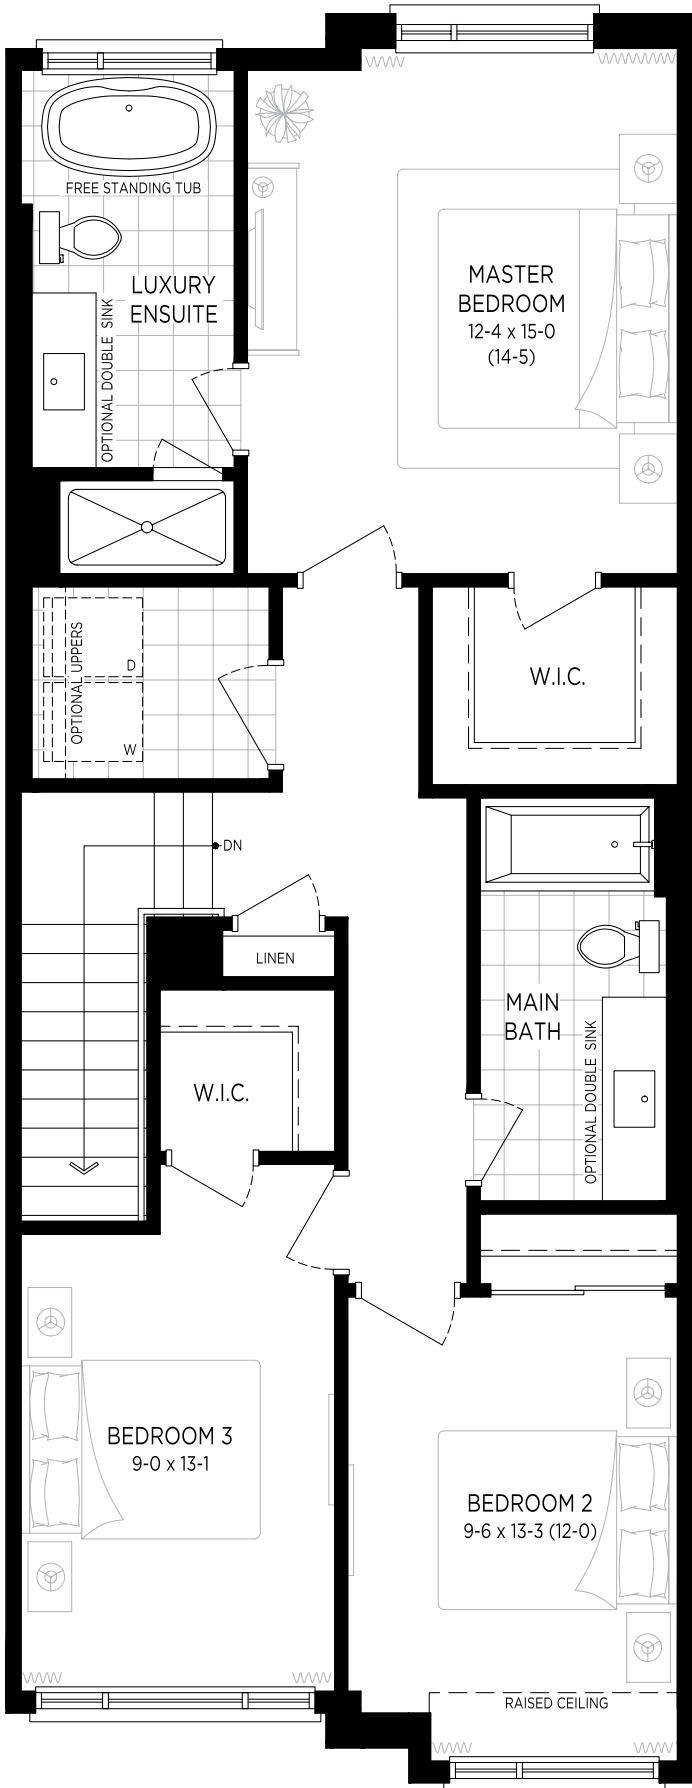 FREE STANDING TUB
LUXURY
ENSUITE
OPTIONAL DOUBLE SINK
MASTER
BEDROOM
12-4 x 15-0
(14-5)
OPTIONAL UPPERS
D
W
W.I.C.
DN
LINEN
MAIN
BATH
OPTIONAL DOUBLE SINK
W.I.C.
BEDROOM 3
9-0 x 13-1
BEDROOM 2
9-6 x 13-3 (12-0)
RAISED CEILING